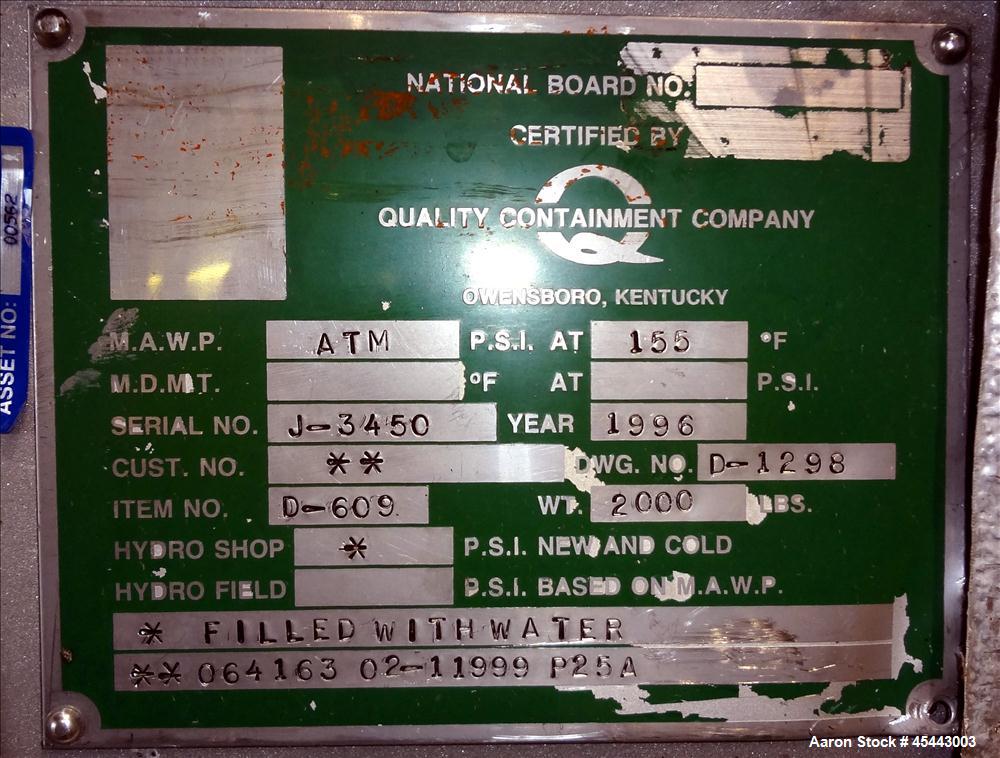 NATIONAL BOARD NO.
CERTIFIED BY
QUALITY CONTAINMENT COMPANY
OWENSBORO, KENTUCKY
M.A.W.P. ATM P.S.I. AT 155 °F
M.D.M.T. °F AT P.S.I.
SERIAL NO. J-3450 YEAR 1996
CUST. NO. ** DWG. NO. D-1298
ITEM NO. D-609 WT. 2000 LBS.
HYDRO SHOP * P.S.I. NEW AND COLD
HYDRO FIELD P.S.I. BASED ON M.A.W.P.
* FILLED WITH WATER
** 064163 02-11999 P25A
ASSET NO: 00562
Aaron Stock # 45443003